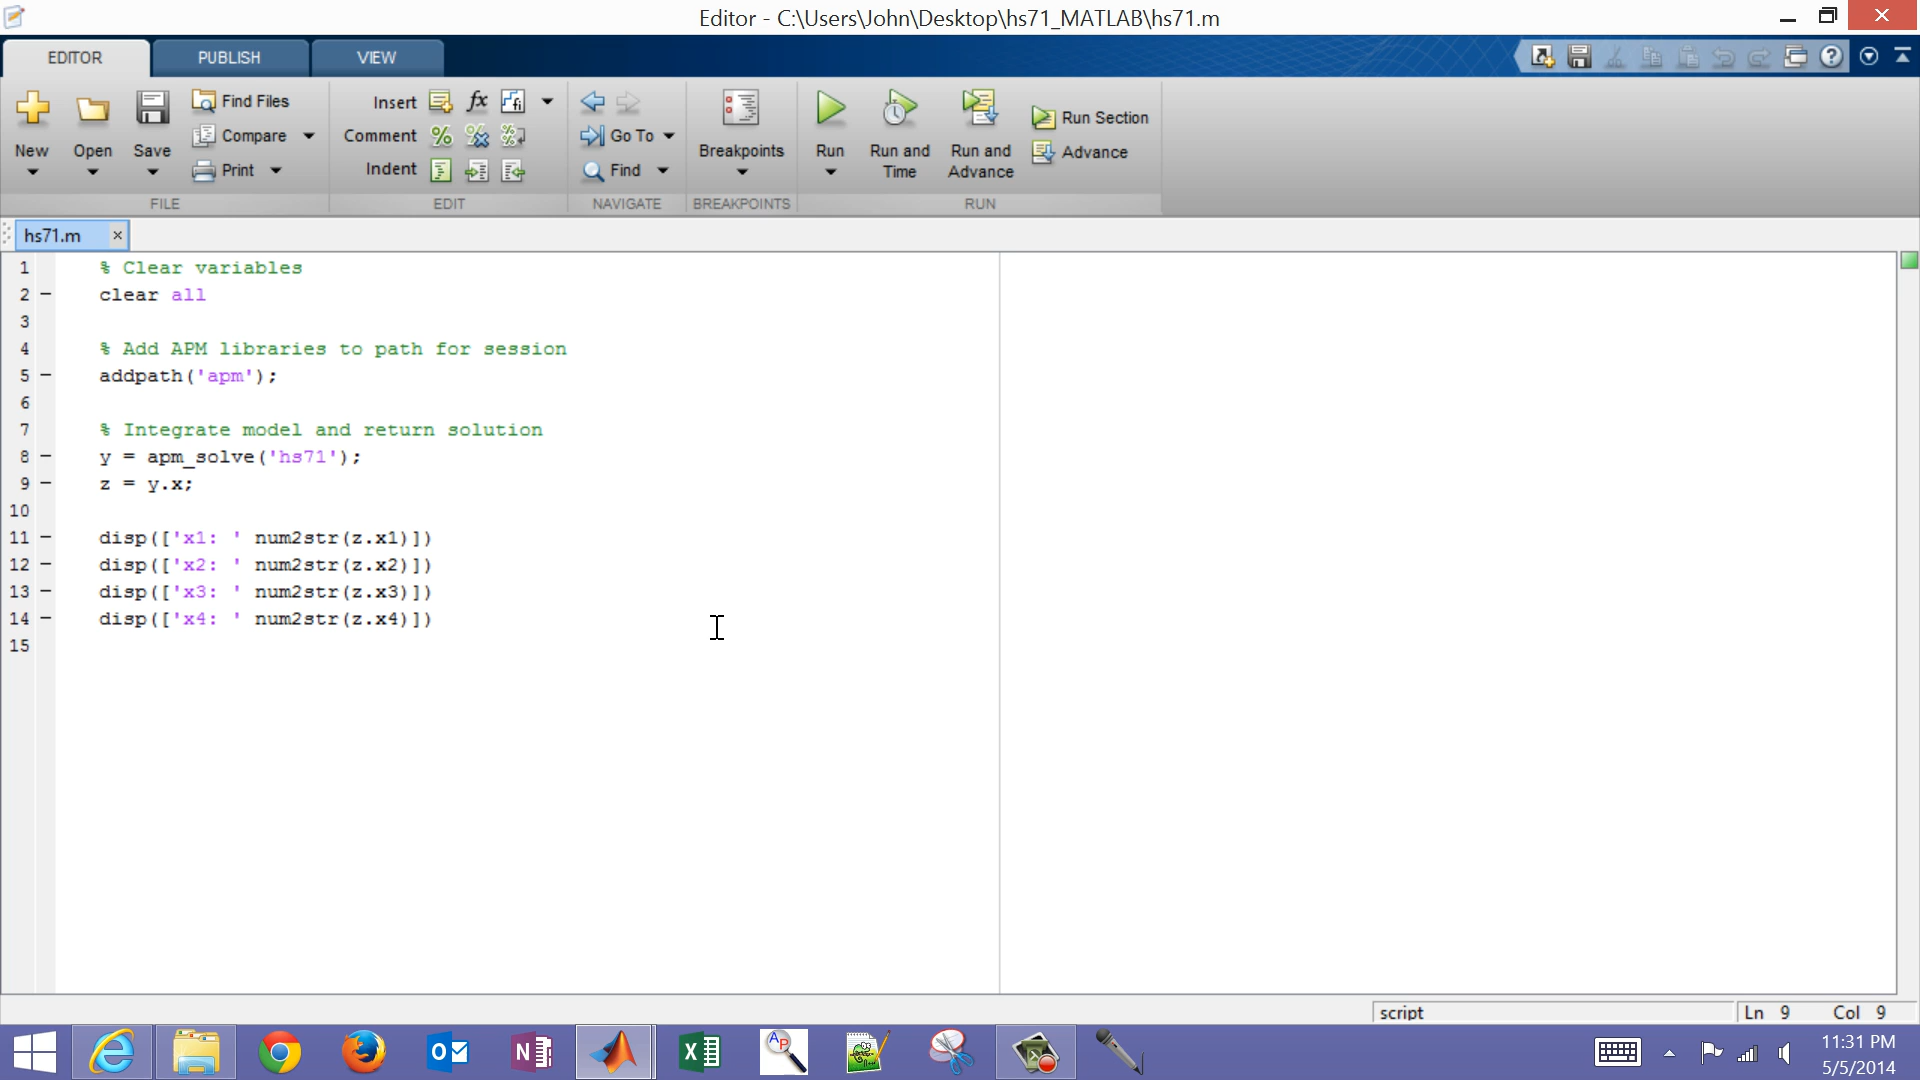 Editor - C:\Users\John\Desktop\hs71_MATLAB\hs71.m
EDITOR PUBLISH VIEW
New Open Save Find Files Compare Print
FILE
Insert fx
Comment
Indent
EDIT
Go To
Find
NAVIGATE
Breakpoints
BREAKPOINTS
Run Run and Time Run and Advance Run Section Advance
RUN
hs71.m
1 % Clear variables
2 - clear all
3
4 % Add APM libraries to path for session
5 - addpath('apm');
6
7 % Integrate model and return solution
8 - y = apm_solve('hs71');
9 - z = y.x;
10
11 - disp(['x1: ' num2str(z.x1)])
12 - disp(['x2: ' num2str(z.x2)])
13 - disp(['x3: ' num2str(z.x3)])
14 - disp(['x4: ' num2str(z.x4)])
15
script Ln 9 Col 9
11:31 PM
5/5/2014